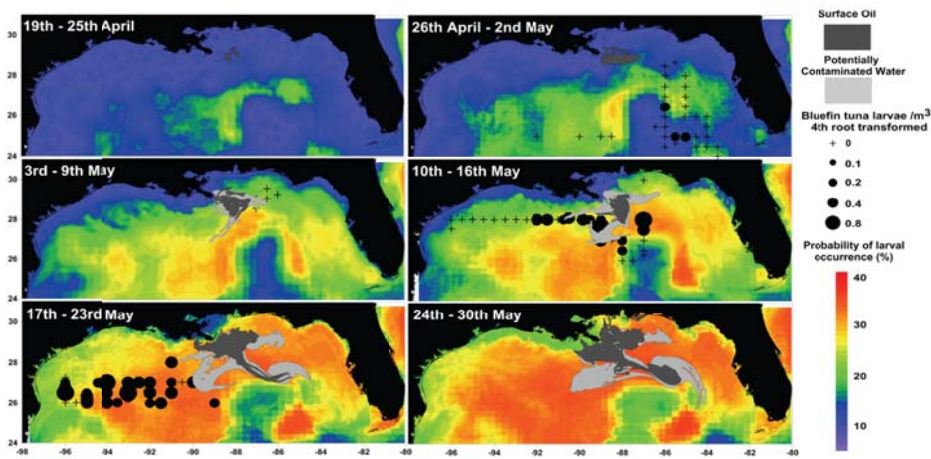 19th - 25th April
26th April - 2nd May
30
28
26
24
3rd - 9th May
10th - 16th May
30
28
26
24
17th - 23rd May
24th - 30th May
30
28
26
24
-98 -96 -94 -92 -90 -88 -86 -84 -82
-96 -94 -92 -90 -88 -86 -84 -82 -80
Surface Oil
Potentially
Contaminated Water
Bluefin tuna larvae /m3
4th root transformed
0
0.1
0.2
0.4
0.8
Probability of larval
occurrence (%)
40
30
20
10